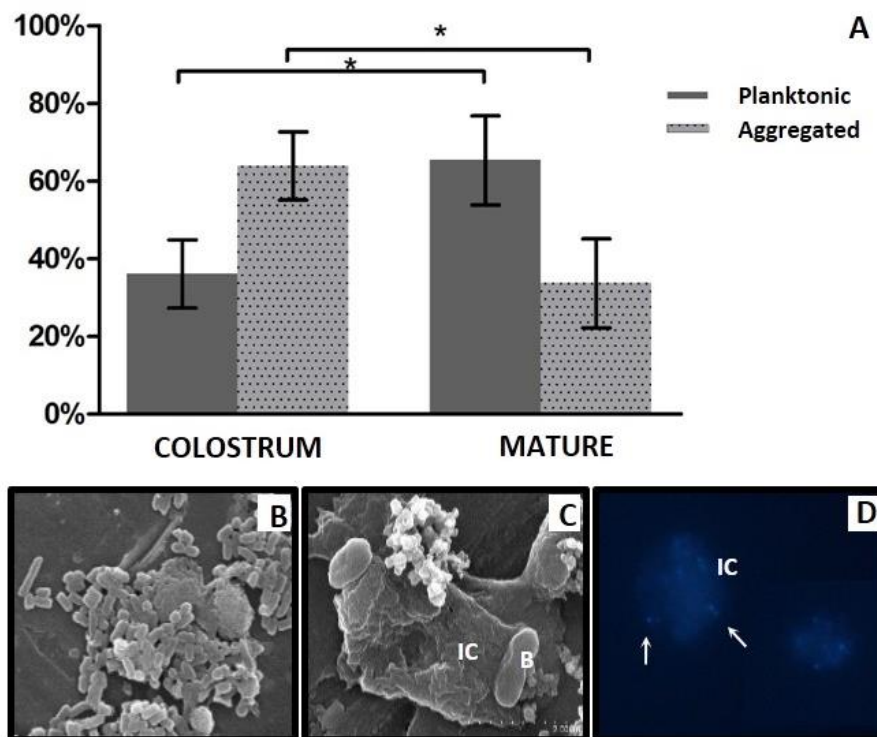 100%
A
*
*
80%
Planktonic
Aggregated
60%
40%
20%
0%
COLOSTRUM
MATURE
B
C
D
IC
IC
B